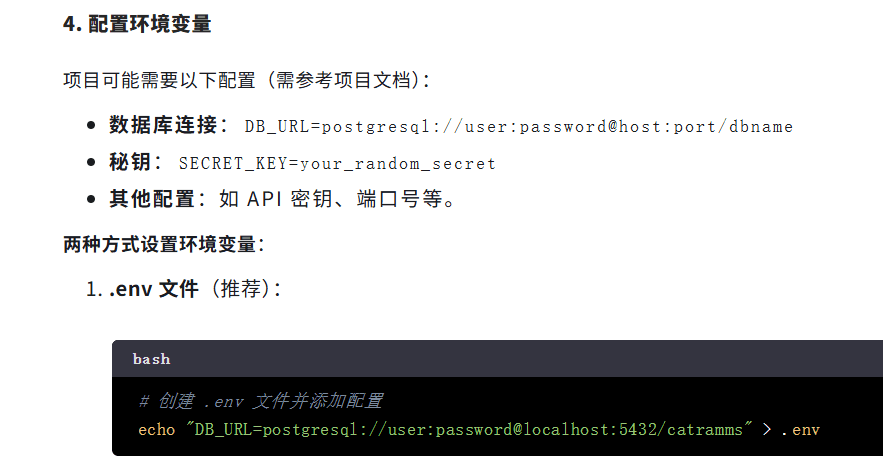 4. 配置环境变量
项目可能需要以下配置（需参考项目文档）：
• 数据库连接： DB_URL=postgresql://user:password@host:port/dbname
• 秘钥： SECRET_KEY=your_random_secret
• 其他配置：如 API 密钥、端口号等。
两种方式设置环境变量：
1. .env 文件（推荐）：
bash
# 创建 .env 文件并添加配置
echo "DB_URL=postgresql://user:password@localhost:5432/catramms" > .env